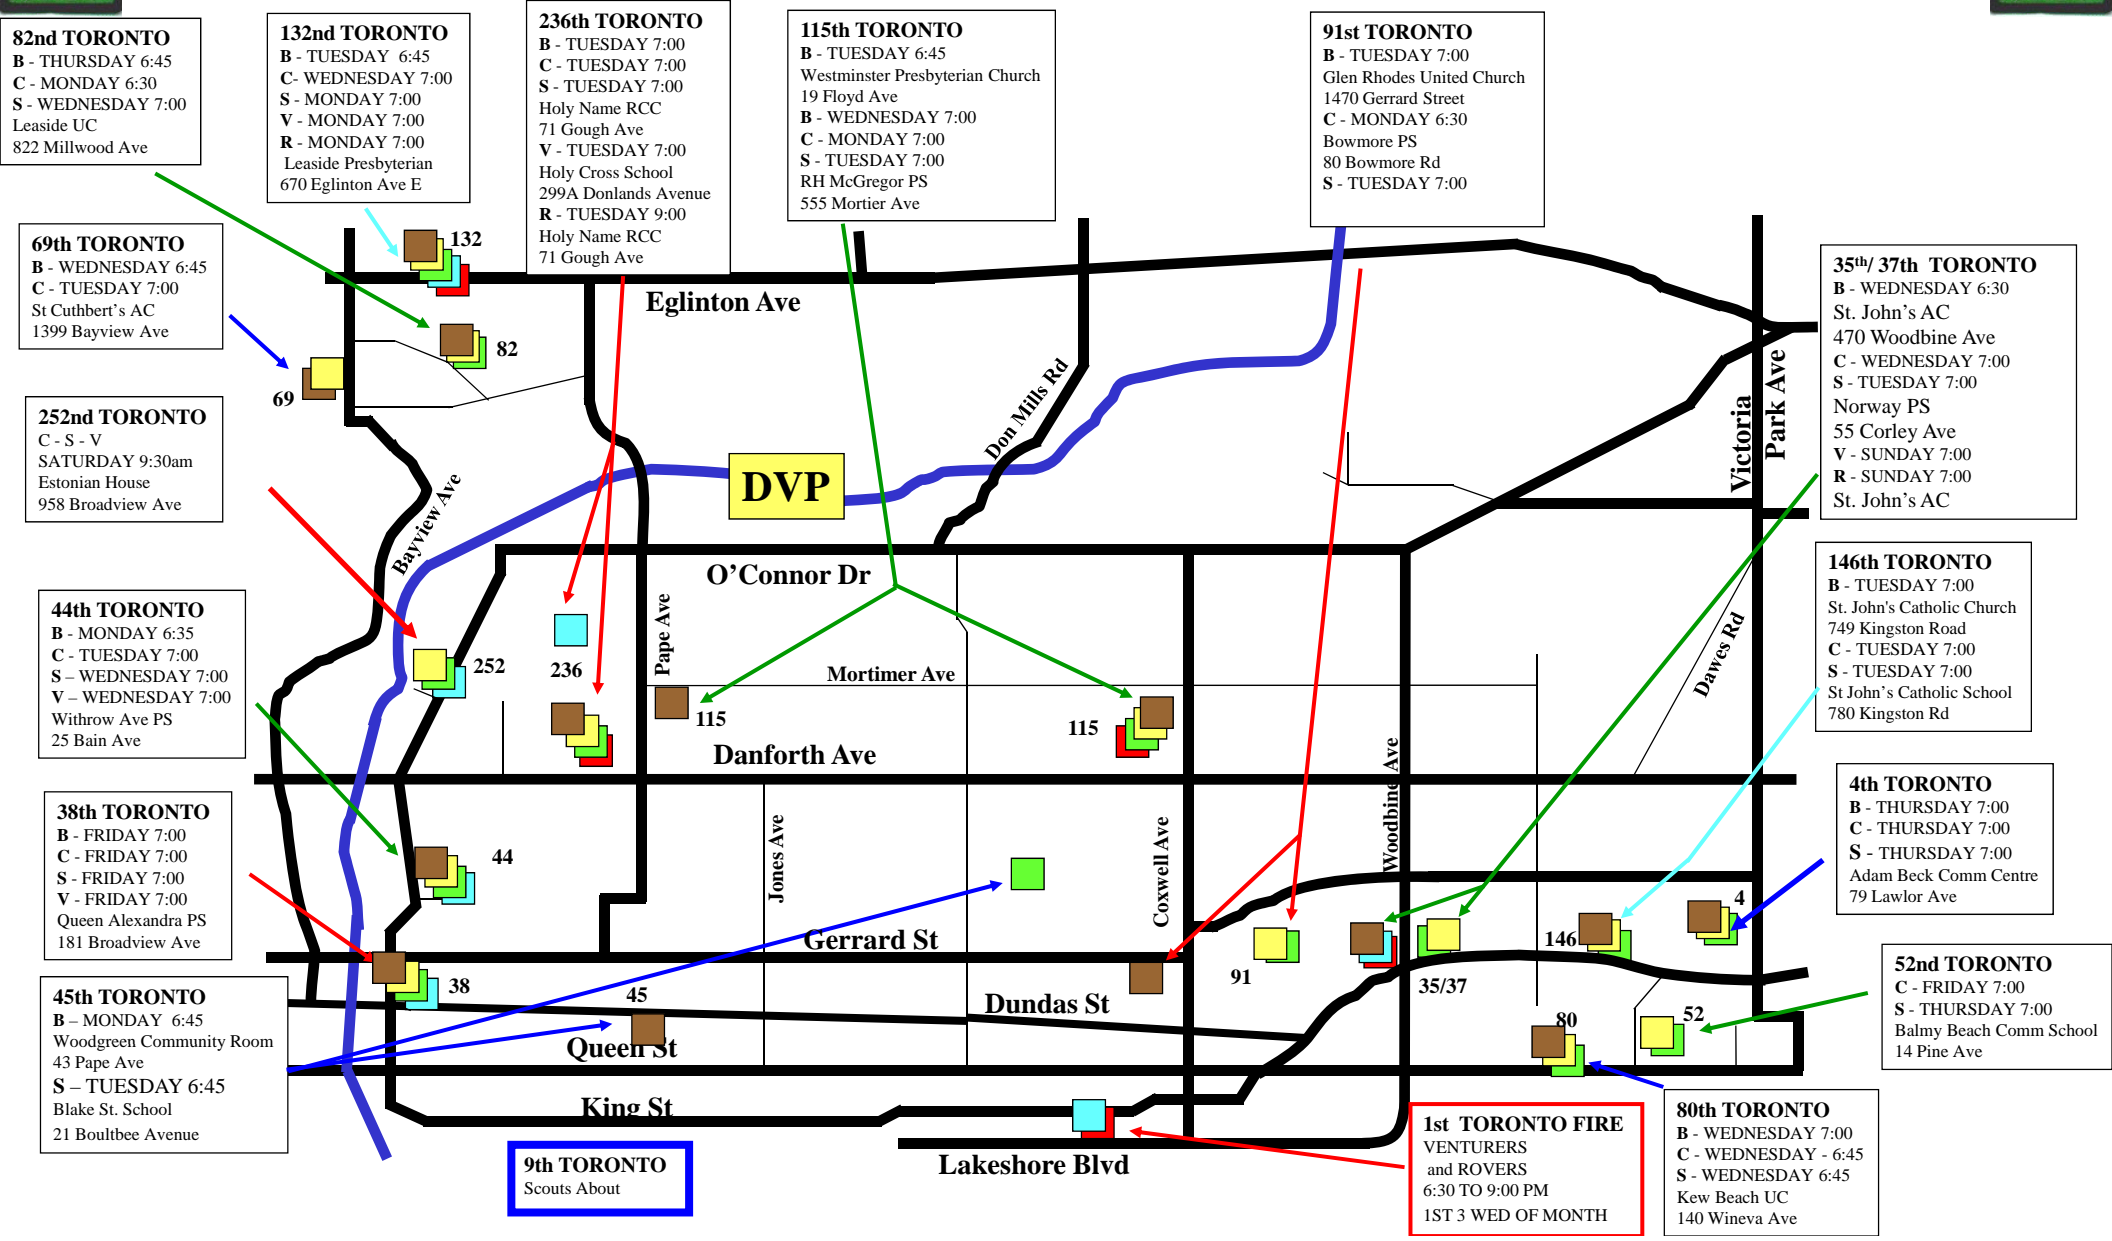 82nd TORONTO
B - THURSDAY 6:45
C - MONDAY 6:30
S - WEDNESDAY 7:00
Leaside UC
822 Millwood Ave
132nd TORONTO
B - TUESDAY 6:45
C- WEDNESDAY 7:00
S - MONDAY 7:00
V - MONDAY 7:00
R - MONDAY 7:00
Leaside Presbyterian
670 Eglinton Ave E
236th TORONTO
B - TUESDAY 7:00
C - TUESDAY 7:00
S - TUESDAY 7:00
Holy Name RCC
71 Gough Ave
V - TUESDAY 7:00
Holy Cross School
299A Donlands Avenue
R - TUESDAY 9:00
Holy Name RCC
71 Gough Ave
115th TORONTO
B - TUESDAY 6:45
Westminster Presbyterian Church
19 Floyd Ave
B - WEDNESDAY 7:00
C - MONDAY 7:00
S - TUESDAY 7:00
RH McGregor PS
555 Mortier Ave
91st TORONTO
B - TUESDAY 7:00
Glen Rhodes United Church
1470 Gerrard Street
C - MONDAY 6:30
Bowmore PS
80 Bowmore Rd
S - TUESDAY 7:00
69th TORONTO
B - WEDNESDAY 6:45
C - TUESDAY 7:00
St Cuthbert's AC
1399 Bayview Ave
35th/ 37th TORONTO
B - WEDNESDAY 6:30
St. John's AC
470 Woodbine Ave
C - WEDNESDAY 7:00
S - TUESDAY 7:00
Norway PS
55 Corley Ave
V - SUNDAY 7:00
R - SUNDAY 7:00
St. John's AC
252nd TORONTO
C - S - V
SATURDAY 9:30am
Estonian House
958 Broadview Ave
146th TORONTO
B - TUESDAY 7:00
St. John's Catholic Church
749 Kingston Road
C - TUESDAY 7:00
S - TUESDAY 7:00
St John's Catholic School
780 Kingston Rd
44th TORONTO
B - MONDAY 6:35
C - TUESDAY 7:00
S – WEDNESDAY 7:00
V – WEDNESDAY 7:00
Withrow Ave PS
25 Bain Ave
4th TORONTO
B - THURSDAY 7:00
C - THURSDAY 7:00
S - THURSDAY 7:00
Adam Beck Comm Centre
79 Lawlor Ave
38th TORONTO
B - FRIDAY 7:00
C - FRIDAY 7:00
S - FRIDAY 7:00
V - FRIDAY 7:00
Queen Alexandra PS
181 Broadview Ave
52nd TORONTO
C - FRIDAY 7:00
S - THURSDAY 7:00
Balmy Beach Comm School
14 Pine Ave
45th TORONTO
B – MONDAY 6:45
Woodgreen Community Room
43 Pape Ave
S – TUESDAY 6:45
Blake St. School
21 Boultbee Avenue
9th TORONTO
Scouts About
1st TORONTO FIRE
VENTURERS
and ROVERS
6:30 TO 9:00 PM
1ST 3 WED OF MONTH
80th TORONTO
B - WEDNESDAY 7:00
C - WEDNESDAY - 6:45
S - WEDNESDAY 6:45
Kew Beach UC
140 Wineva Ave
132
Eglinton Ave
82
69
Don Mills Rd
Victoria
Park Ave
DVP
Bayview Ave
O'Connor Dr
Pape Ave
252
236
Mortimer Ave
Dawes Rd
115
115
Danforth Ave
Woodbine Ave
Jones Ave
44
Coxwell Ave
4
Gerrard St
146
91
38
45
35/37
Dundas St
80
52
Queen St
King St
Lakeshore Blvd